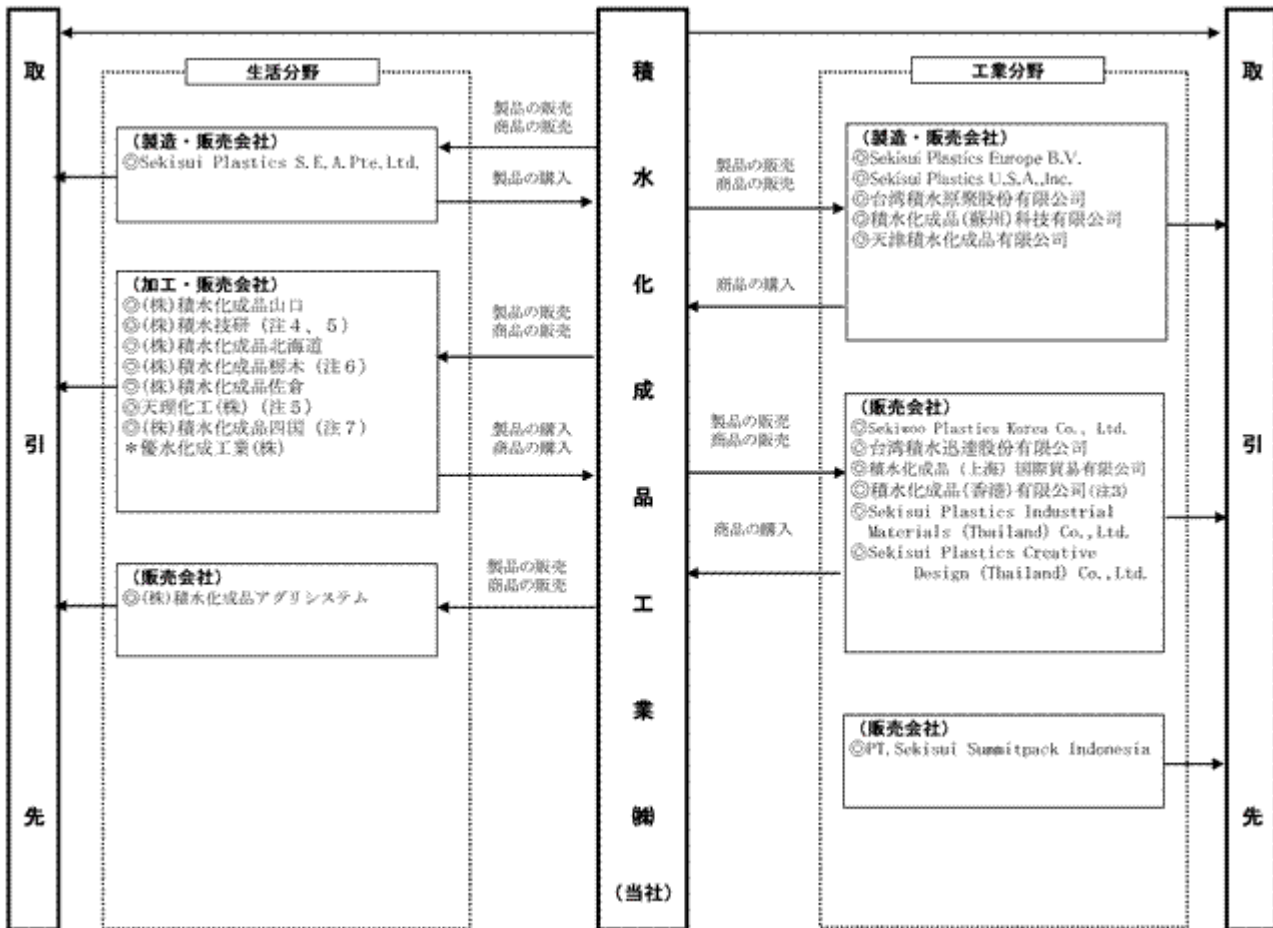 取引先
生活分野
(製造・販売会社)
◎Sekisui Plastics S.E.A.Pte.Ltd.
(加工・販売会社)
◎(株)積水化成品山口
◎(株)積水技研 (注4、5)
◎(株)積水化成品北海道
◎(株)積水化成品栃木 (注6)
◎(株)積水化成品佐倉
◎天理化工(株) (注5)
◎(株)積水化成品四国 (注7)
*優水化成工業(株)
(販売会社)
◎(株)積水化成品アグリシステム
製品の販売
商品の販売
製品の購入
製品の販売
商品の販売
製品の購入
商品の購入
製品の販売
商品の販売
積水化成品工業㈱
(当社)
製品の販売
商品の販売
商品の購入
製品の販売
商品の販売
商品の購入
工業分野
(製造・販売会社)
◎Sekisui Plastics Europe B.V.
◎Sekisui Plastics U.S.A.,Inc.
◎台湾積水原聚股份有限公司
◎積水化成品(蘇州)科技有限公司
◎天津積水化成品有限公司
(販売会社)
◎Sekiwoo Plastics Korea Co., Ltd.
◎台湾積水迅達股份有限公司
◎積水化成品 (上海) 国際貿易有限公司
◎積水化成品(香港)有限公司(注3)
◎Sekisui Plastics Industrial
Materials (Thailand) Co.,Ltd.
◎Sekisui Plastics Creative
Design (Thailand) Co.,Ltd.
(販売会社)
◎PT.Sekisui Summitpack Indonesia
取引先